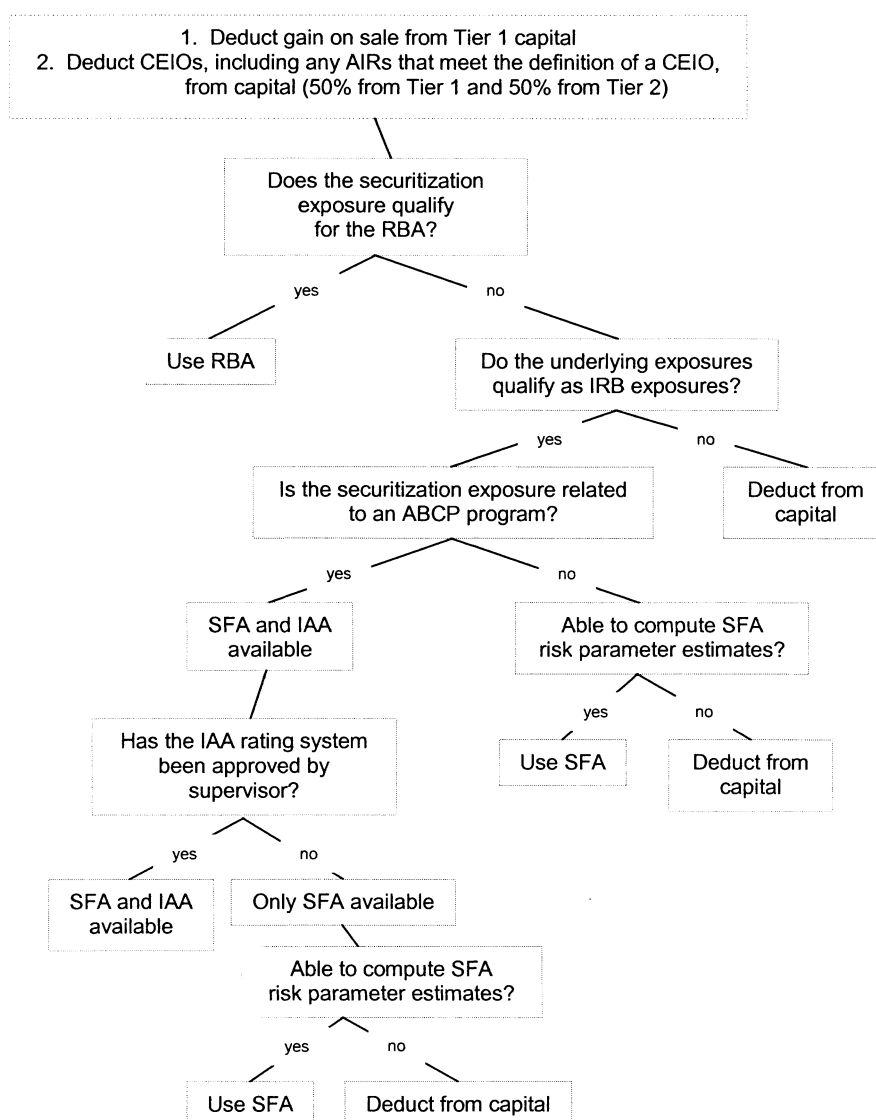 1. Deduct gain on sale from Tier 1 capital
2. Deduct CEIOs, including any AIRs that meet the definition of a CEIO,
from capital (50% from Tier 1 and 50% from Tier 2)
Does the securitization
exposure qualify
for the RBA?
yes
no
Use RBA
Do the underlying exposures
qualify as IRB exposures?
yes
no
Is the securitization exposure related
to an ABCP program?
Deduct from
capital
yes
no
SFA and IAA
available
Able to compute SFA
risk parameter estimates?
yes
no
Has the IAA rating system
been approved by
supervisor?
Use SFA
Deduct from
capital
yes
no
SFA and IAA
available
Only SFA available
Able to compute SFA
risk parameter estimates?
yes
no
Use SFA
Deduct from capital